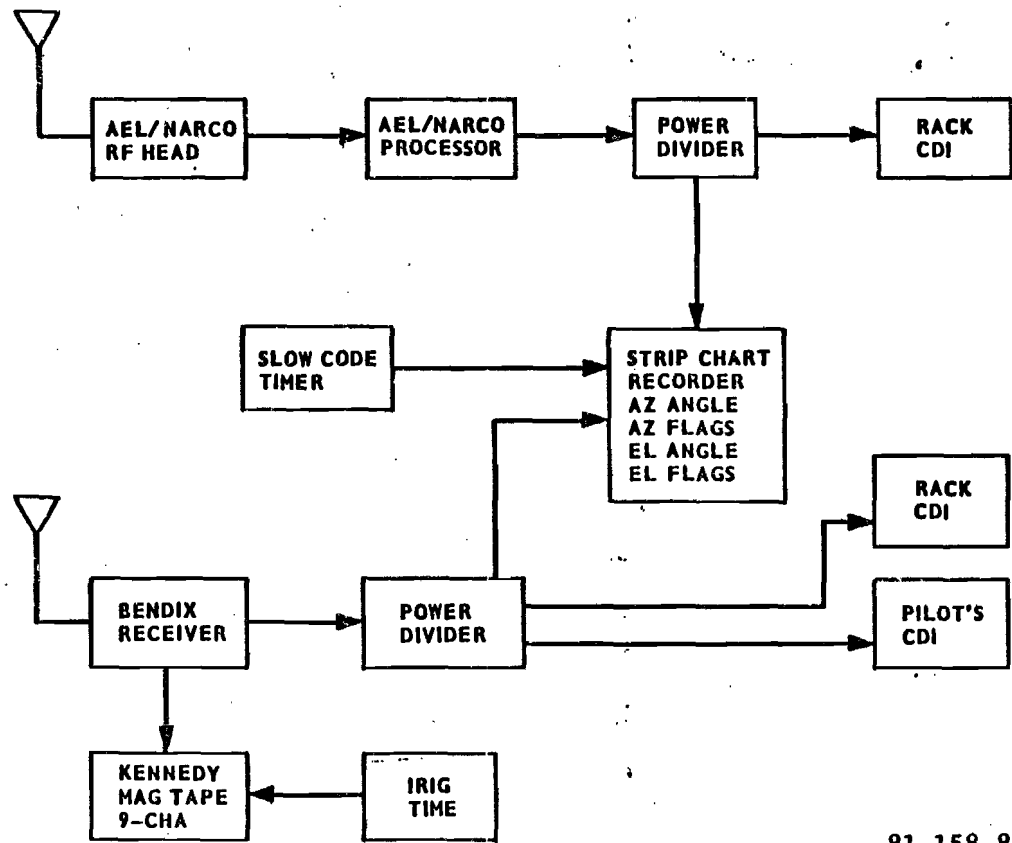 AEL/NARCO
RF HEAD
AEL/NARCO
PROCESSOR
POWER
DIVIDER
RACK
CDI
SLOW CODE
TIMER
STRIP CHART
RECORDER
AZ ANGLE
AZ FLAGS
EL ANGLE
EL FLAGS
RACK
CDI
BENDIX
RECEIVER
POWER
DIVIDER
PILOT'S
CDI
KENNEDY
MAG TAPE
9-CHA
IRIG
TIME